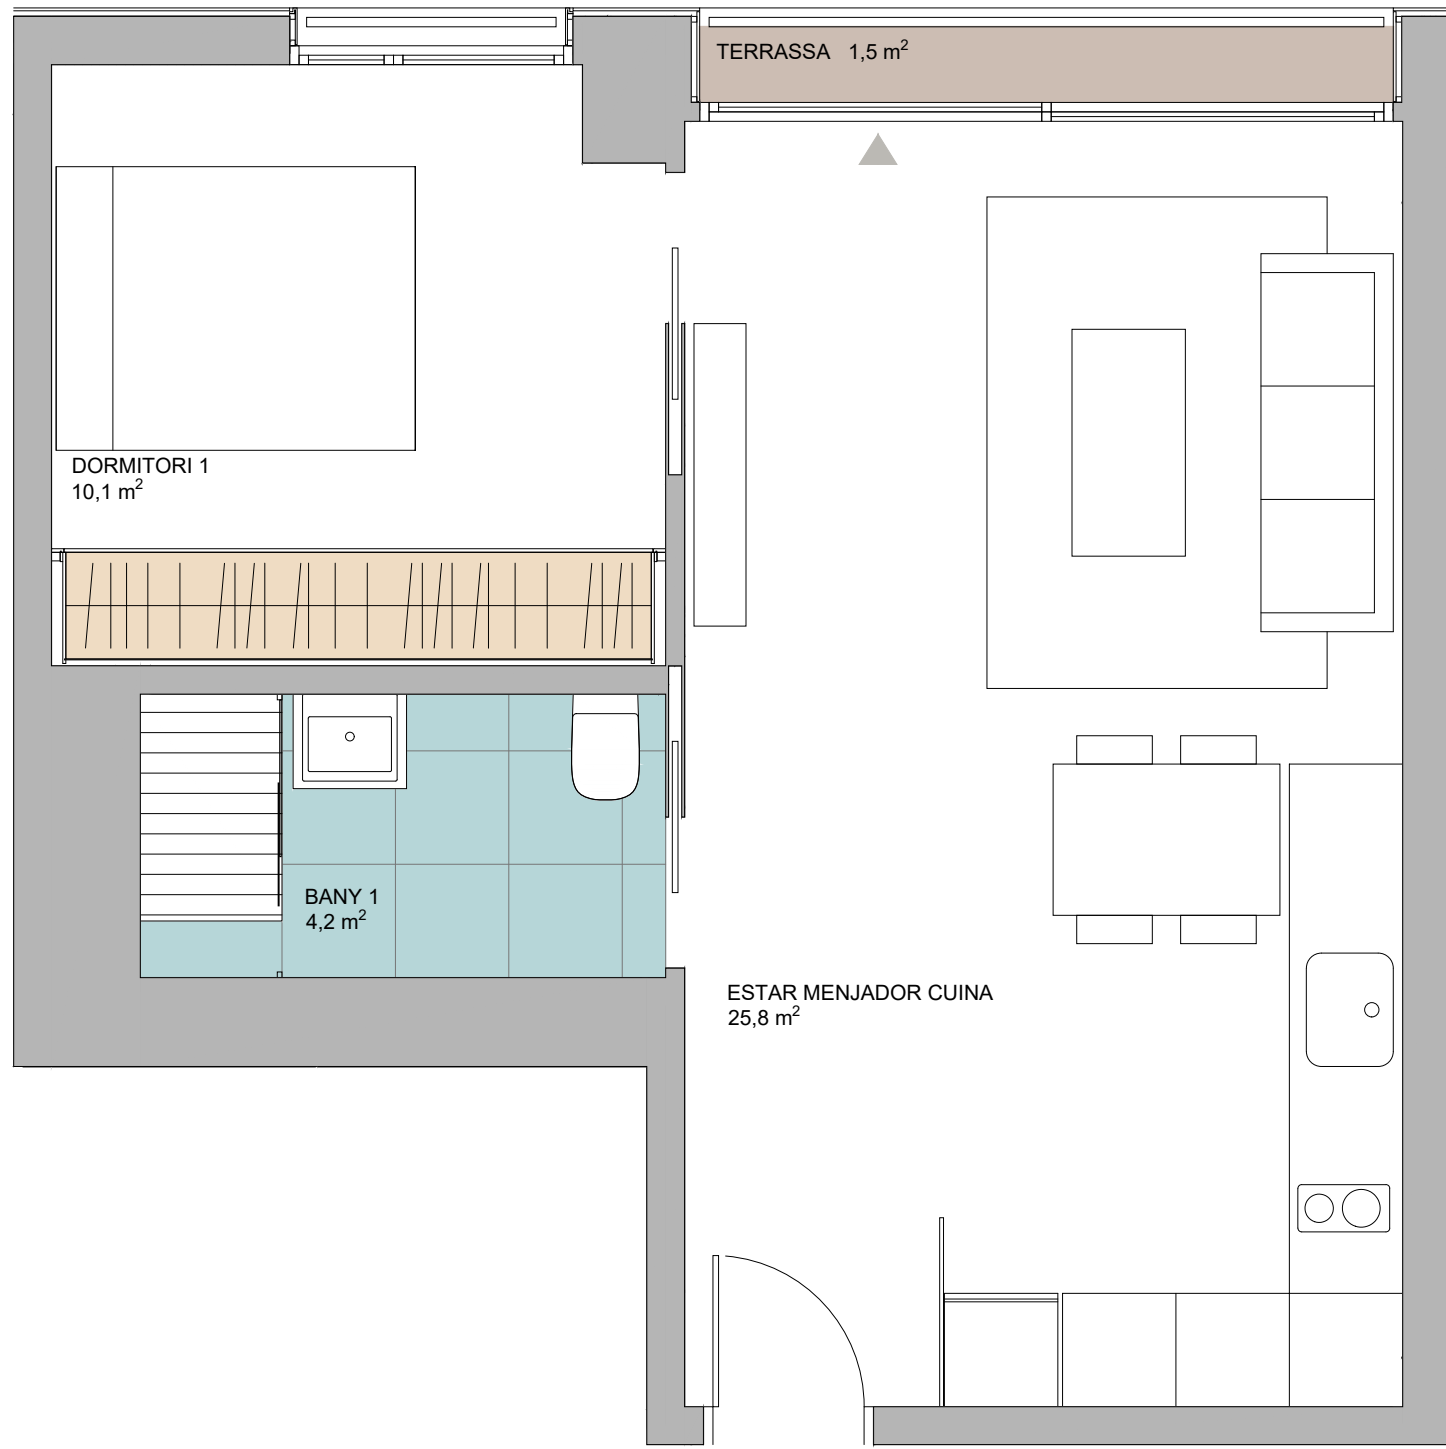 TERRASSA 1,5 m²
DORMITORI 1
10,1 m²
BANY 1
4,2 m²
ESTAR MENJADOR CUINA
25,8 m²